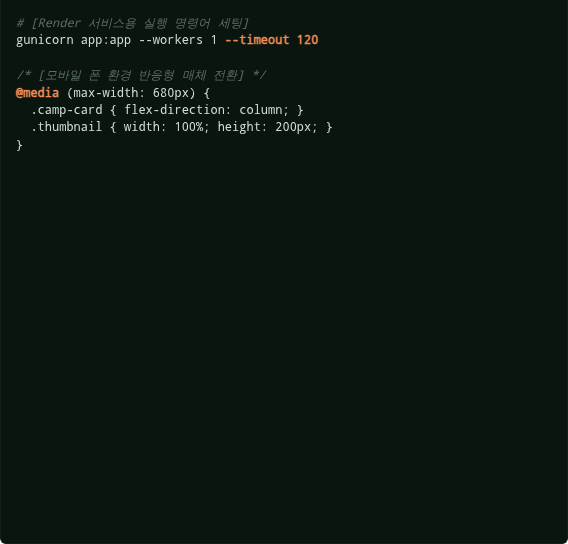 # [Render 서비스용 실행 명령어 세팅]
gunicorn app:app --workers 1 --timeout 120
/* [모바일 폰 환경 반응형 매체 전환] */
@media (max-width: 680px) {
  .camp-card { flex-direction: column; }
  .thumbnail { width: 100%; height: 200px; }
}